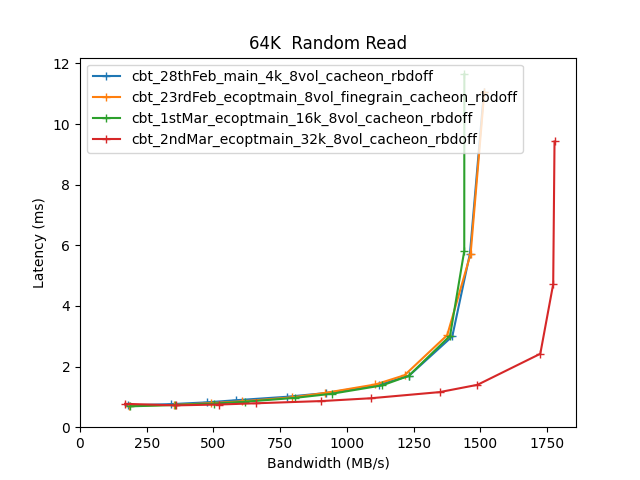 64K  Random Read
cbt_28thFeb_main_4k_8vol_cacheon_rbdoff
cbt_23rdFeb_ecoptmain_8vol_finegrain_cacheon_rbdoff
cbt_1stMar_ecoptmain_16k_8vol_cacheon_rbdoff
cbt_2ndMar_ecoptmain_32k_8vol_cacheon_rbdoff
12
10
8
6
4
2
0
Latency (ms)
0 250 500 750 1000 1250 1500 1750
Bandwidth (MB/s)